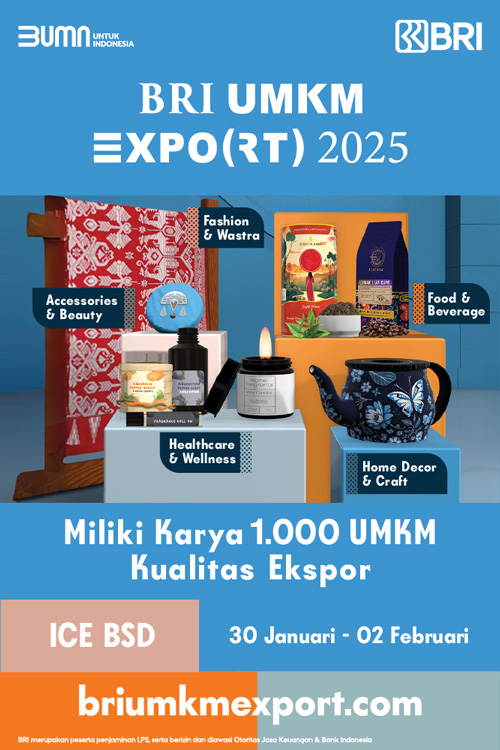 BUMN UNTUK
INDONESIA
BRI
BRI UMKM
EXPO(RT) 2025
Fashion
& Wastra
Accessories
& Beauty
Food &
Beverage
Healthcare
& Wellness
Home Decor
& Craft
Miliki Karya 1.000 UMKM
Kualitas Ekspor
ICE BSD
30 Januari - 02 Februari
briumkmexport.com
BRI merupakan peserta penjaminan LPS, serta berizin dan diawasi Otoritas Jasa Keuangan & Bank Indonesia